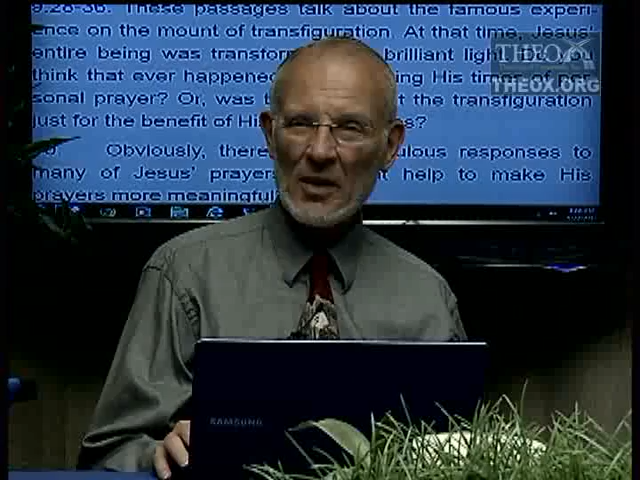 9:28-36. These passages talk about the famous experi-
ence on the mount of transfiguration. At that time, Jesus'
entire being was brilliant light. Do you
think that ever happened ing His times of per-
sonal prayer? Or, was the transfiguration
just for the benefit of
Obviously, there responses to
many of Jesus' prayers help to make His
prayers more meaningful
THEOX
THEOX.ORG
SAMSUNG